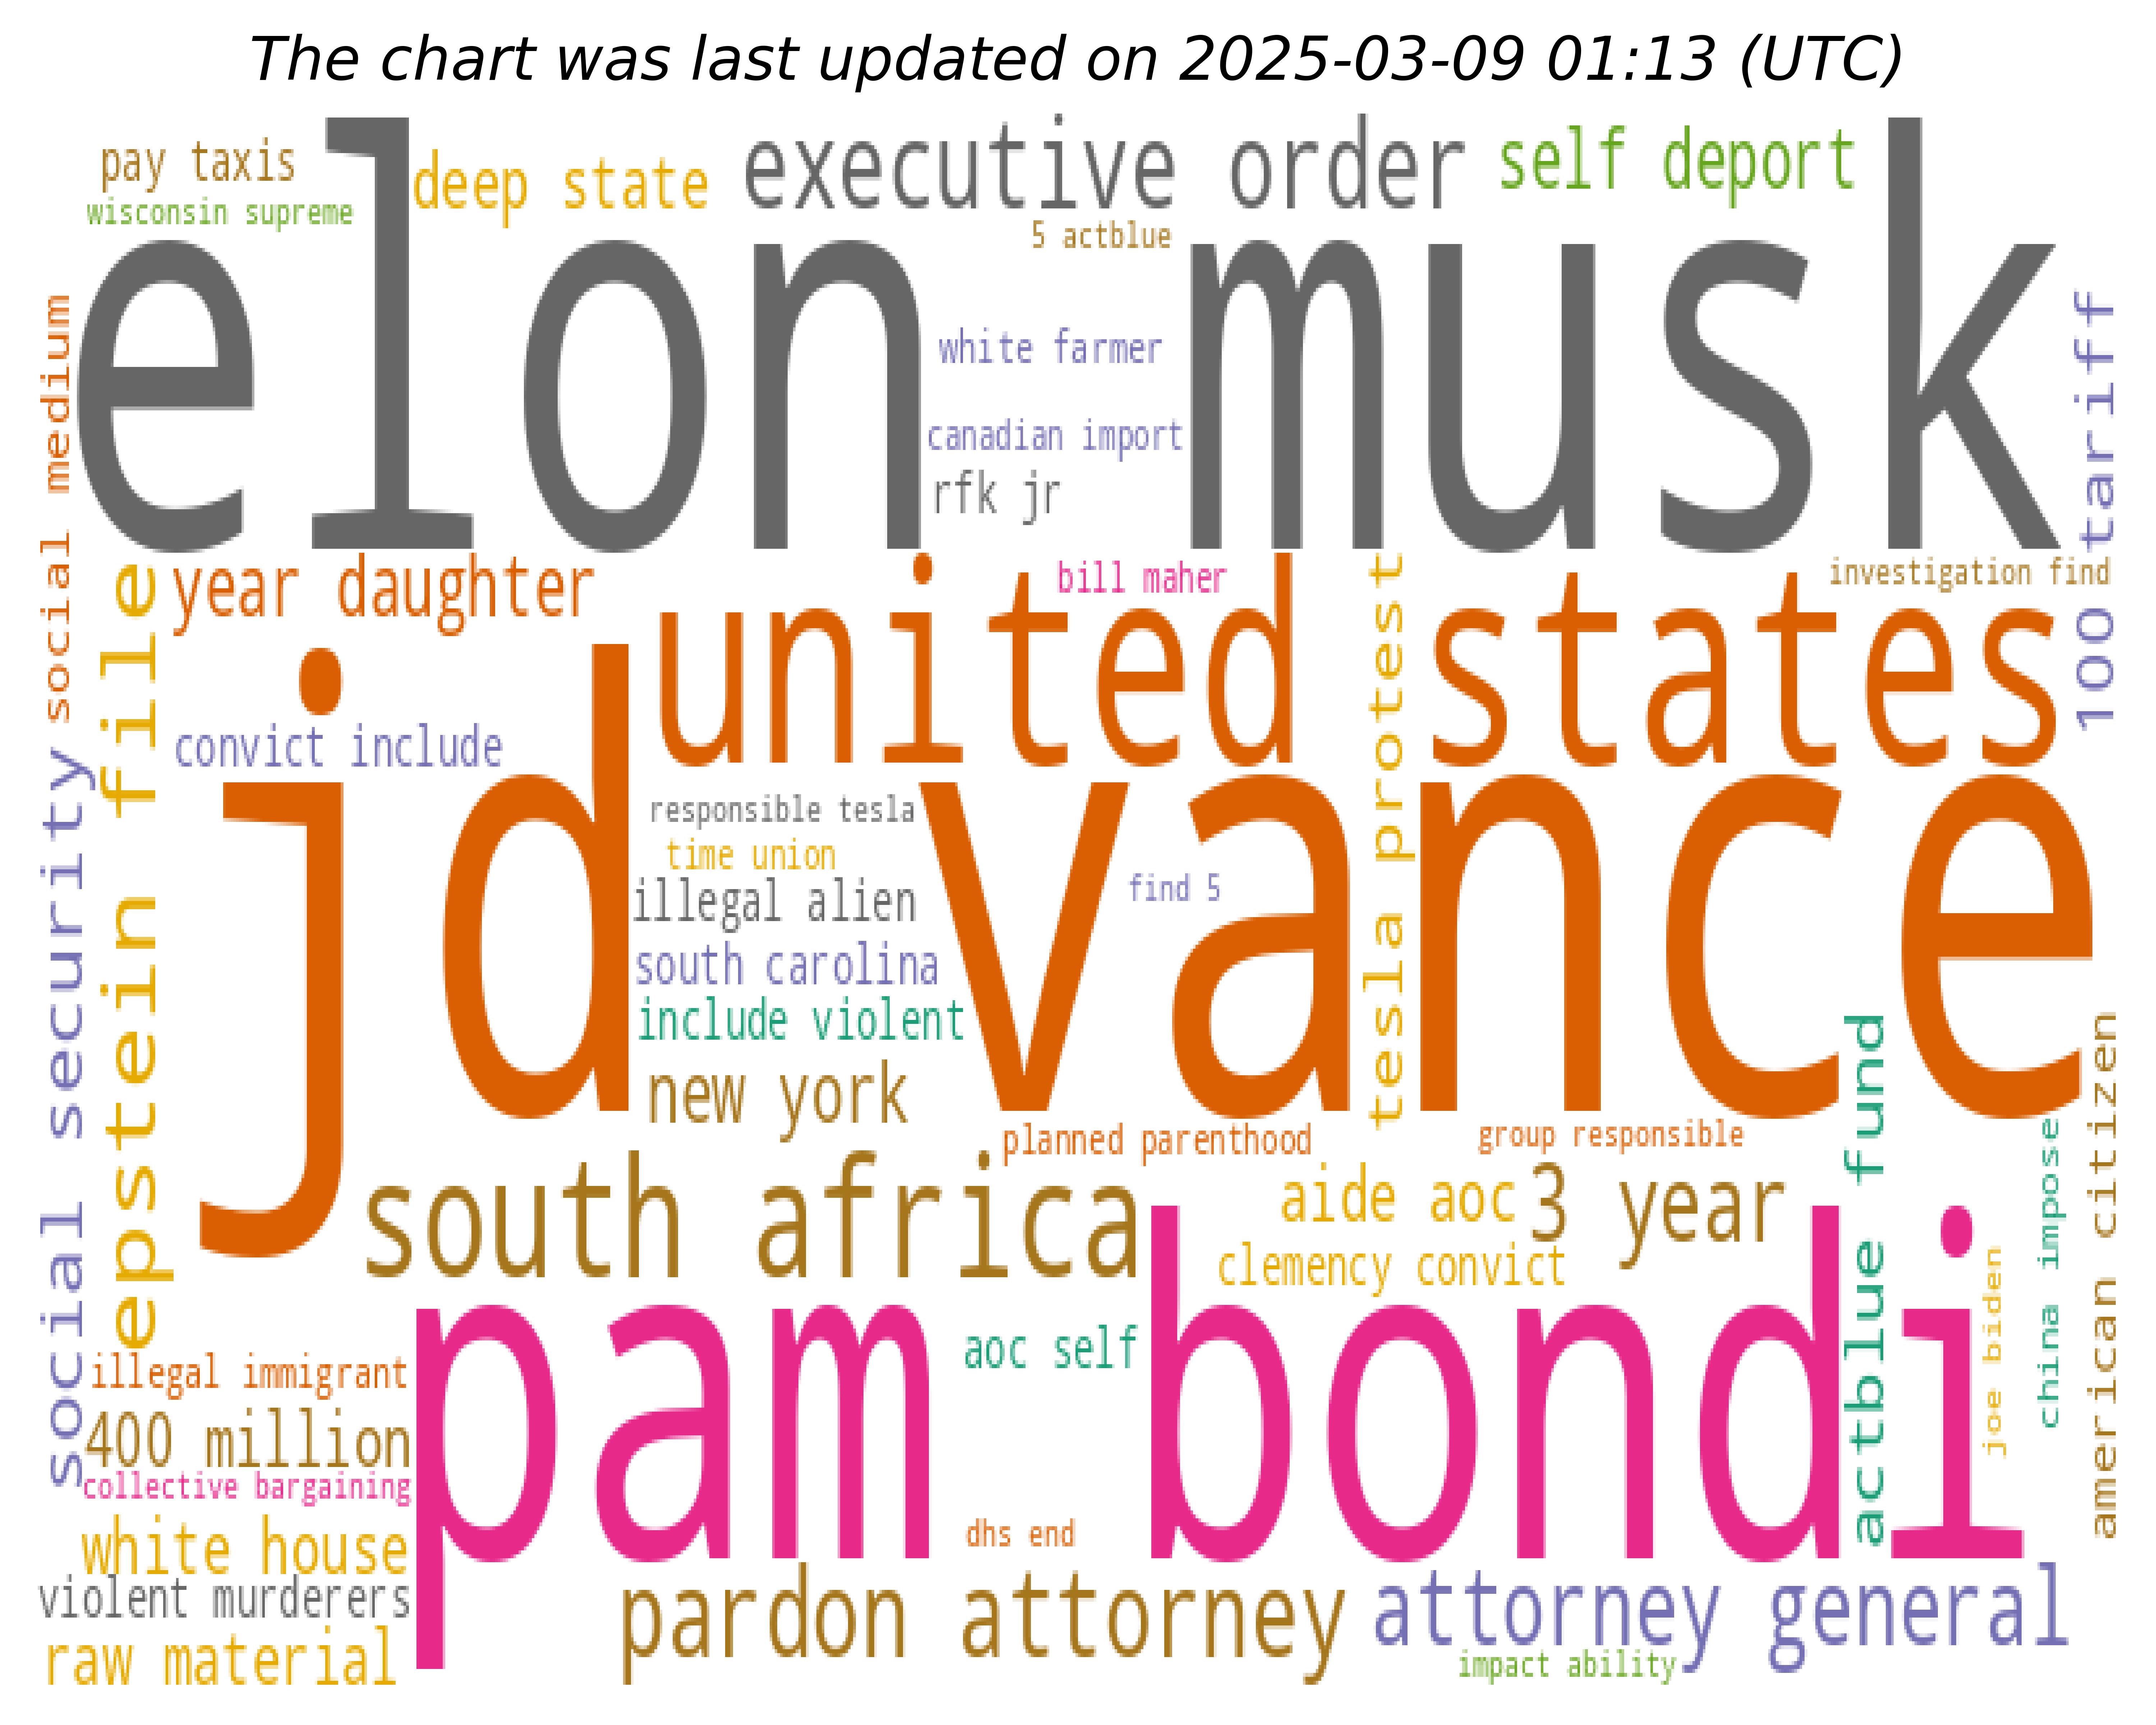 The chart was last updated on 2025-03-09 01:13 (UTC)
pay taxis
deep state
executive order
self deport
wisconsin supreme
5 actblue
elon musk
social medium
white farmer
100 tariff
canadian import
rfk jr
year daughter
united states
bill maher
investigation find
epstein file
tesla protest
convict include
jd vance
social security
responsible tesla
time union
illegal alien
find 5
south carolina
include violent
new york
planned parenthood
group responsible
actblue fund
american citizen
china impose
south africa
aide aoc
3 year
clemency convict
joe biden
pam bondi
aoc self
illegal immigrant
400 million
collective bargaining
white house
dhs end
violent murderers
pardon attorney
attorney general
raw material
impact ability